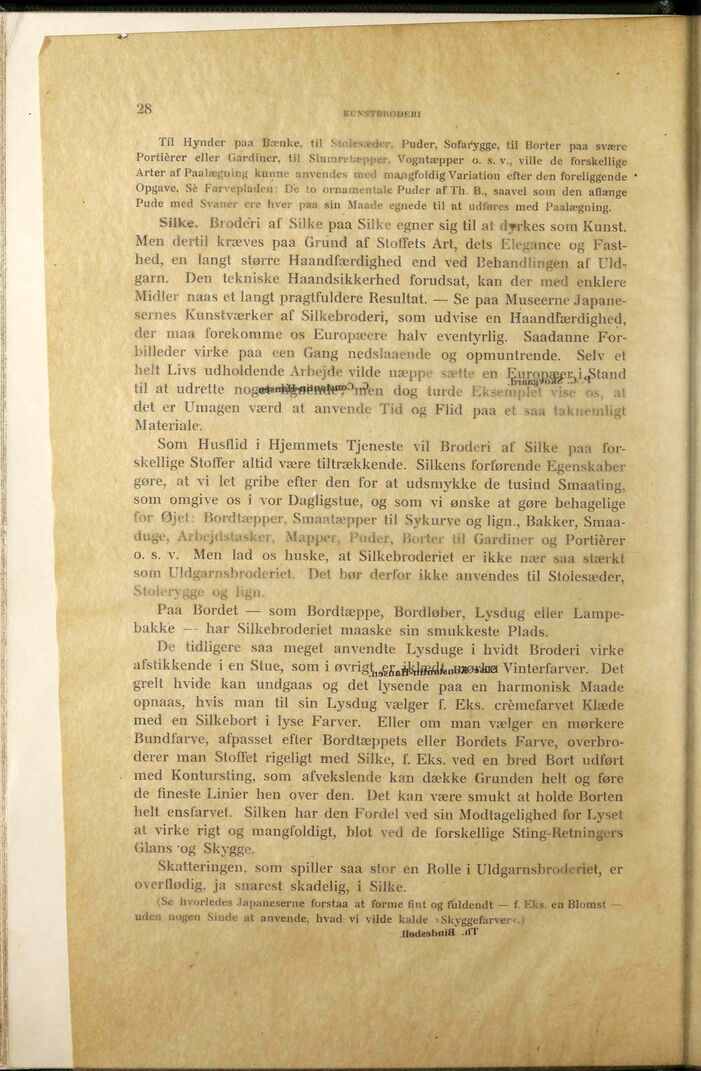 28
KUNSTBRODERI
Til Hynder paa Bænke, til Stolesæder, Puder, Sofarygge, til Borter paa svære
Portièrer eller Gardiner, til Slumretæpper, Vogntæpper o. s. v., ville de forskellige
Arter af Paalægning kunne anvendes med mangfoldig Variation efter den foreliggende
Opgave. Se Farvepladen: De to ornamentale Puder af Th. B., saavel som den aflange
Pude med Svaner ere hver paa sin Maade egnede til at udføres med Paalægning.
Silke. Broderi af Silke paa Silke egner sig til at dyrkes som Kunst.
Men dertil kræves paa Grund af Stoffets Art, dets Elegance og Fast-
hed, en langt større Haandfærdighed end ved Behandlingen af Uld-
garn. Den tekniske Haandsikkerhed forudsat, kan der med enklere
Midler naas et langt pragtfuldere Resultat. — Se paa Museerne Japane-
sernes Kunstværker af Silkebroderi, som udvise en Haandfærdighed,
der maa forekomme os Europæere halv eventyrlig. Saadanne For-
billeder virke paa een Gang nedslaaende og opmuntrende. Selv et
helt Livs udholdende Arbejde vilde næppe sætte en Europæer i Stand
P. C. Skovgaard.
til at udrette noget lignende, men dog turde Eksemplet vise os, at
C. Constantin-Hansen
det er Umagen værd at anvende Tid og Flid paa et saa taknemligt
Materiale.
Som Husflid i Hjemmets Tjeneste vil Broderi af Silke paa for-
skellige Stoffer altid være tiltrækkende. Silkens forførende Egenskaber
gøre, at vi let gribe efter den for at udsmykke de tusind Smaating,
som omgive os i vor Dagligstue, og som vi ønske at gøre behagelige
for Øjet: Bordtæpper, Smaatæpper til Sykurve og lign., Bakker, Smaa-
duge, Arbejdstasker, Mapper, Puder, Borter til Gardiner og Portièrer
o. s. v. Men lad os huske, at Silkebroderiet er ikke nær saa stærkt
som Uldgarnsbroderiet. Det bør derfor ikke anvendes til Stolesæder,
Stolerygge og lign.
Paa Bordet — som Bordtæppe, Bordløber, Lysdug eller Lampe-
bakke — har Silkebroderiet maaske sin smukkeste Plads.
De tidligere saa meget anvendte Lysduge i hvidt Broderi virke
afstikkende i en Stue, som i øvrigt er iklædt mørke Vinterfarver. Det
Konstantin-Hansen.
grelt hvide kan undgaas og det lysende paa en harmonisk Maade
opnaas, hvis man til sin Lysdug vælger f. Eks. crèmefarvet Klæde
med en Silkebort i lyse Farver. Eller om man vælger en mørkere
Bundfarve, afpasset efter Bordtæppets eller Bordets Farve, overbro-
derer man Stoffet rigeligt med Silke, f. Eks. ved en bred Bort udført
med Kontursting, som afvekslende kan dække Grunden helt og føre
de fineste Linier hen over den. Det kan være smukt at holde Borten
helt ensfarvet. Silken har den Fordel ved sin Modtagelighed for Lyset
at virke rigt og mangfoldigt, blot ved de forskellige Sting-Retningers
Glans og Skygge.
Skatteringen, som spiller saa stor en Rolle i Uldgarnsbroderiet, er
overflødig, ja snarest skadelig, i Silke.
(Se hvorledes Japaneserne forstaa at forme fint og fuldendt — f. Eks. en Blomst —
uden nogen Sinde at anvende, hvad vi vilde kalde »Skyggefarver«.)
Th. Bindesbøll.